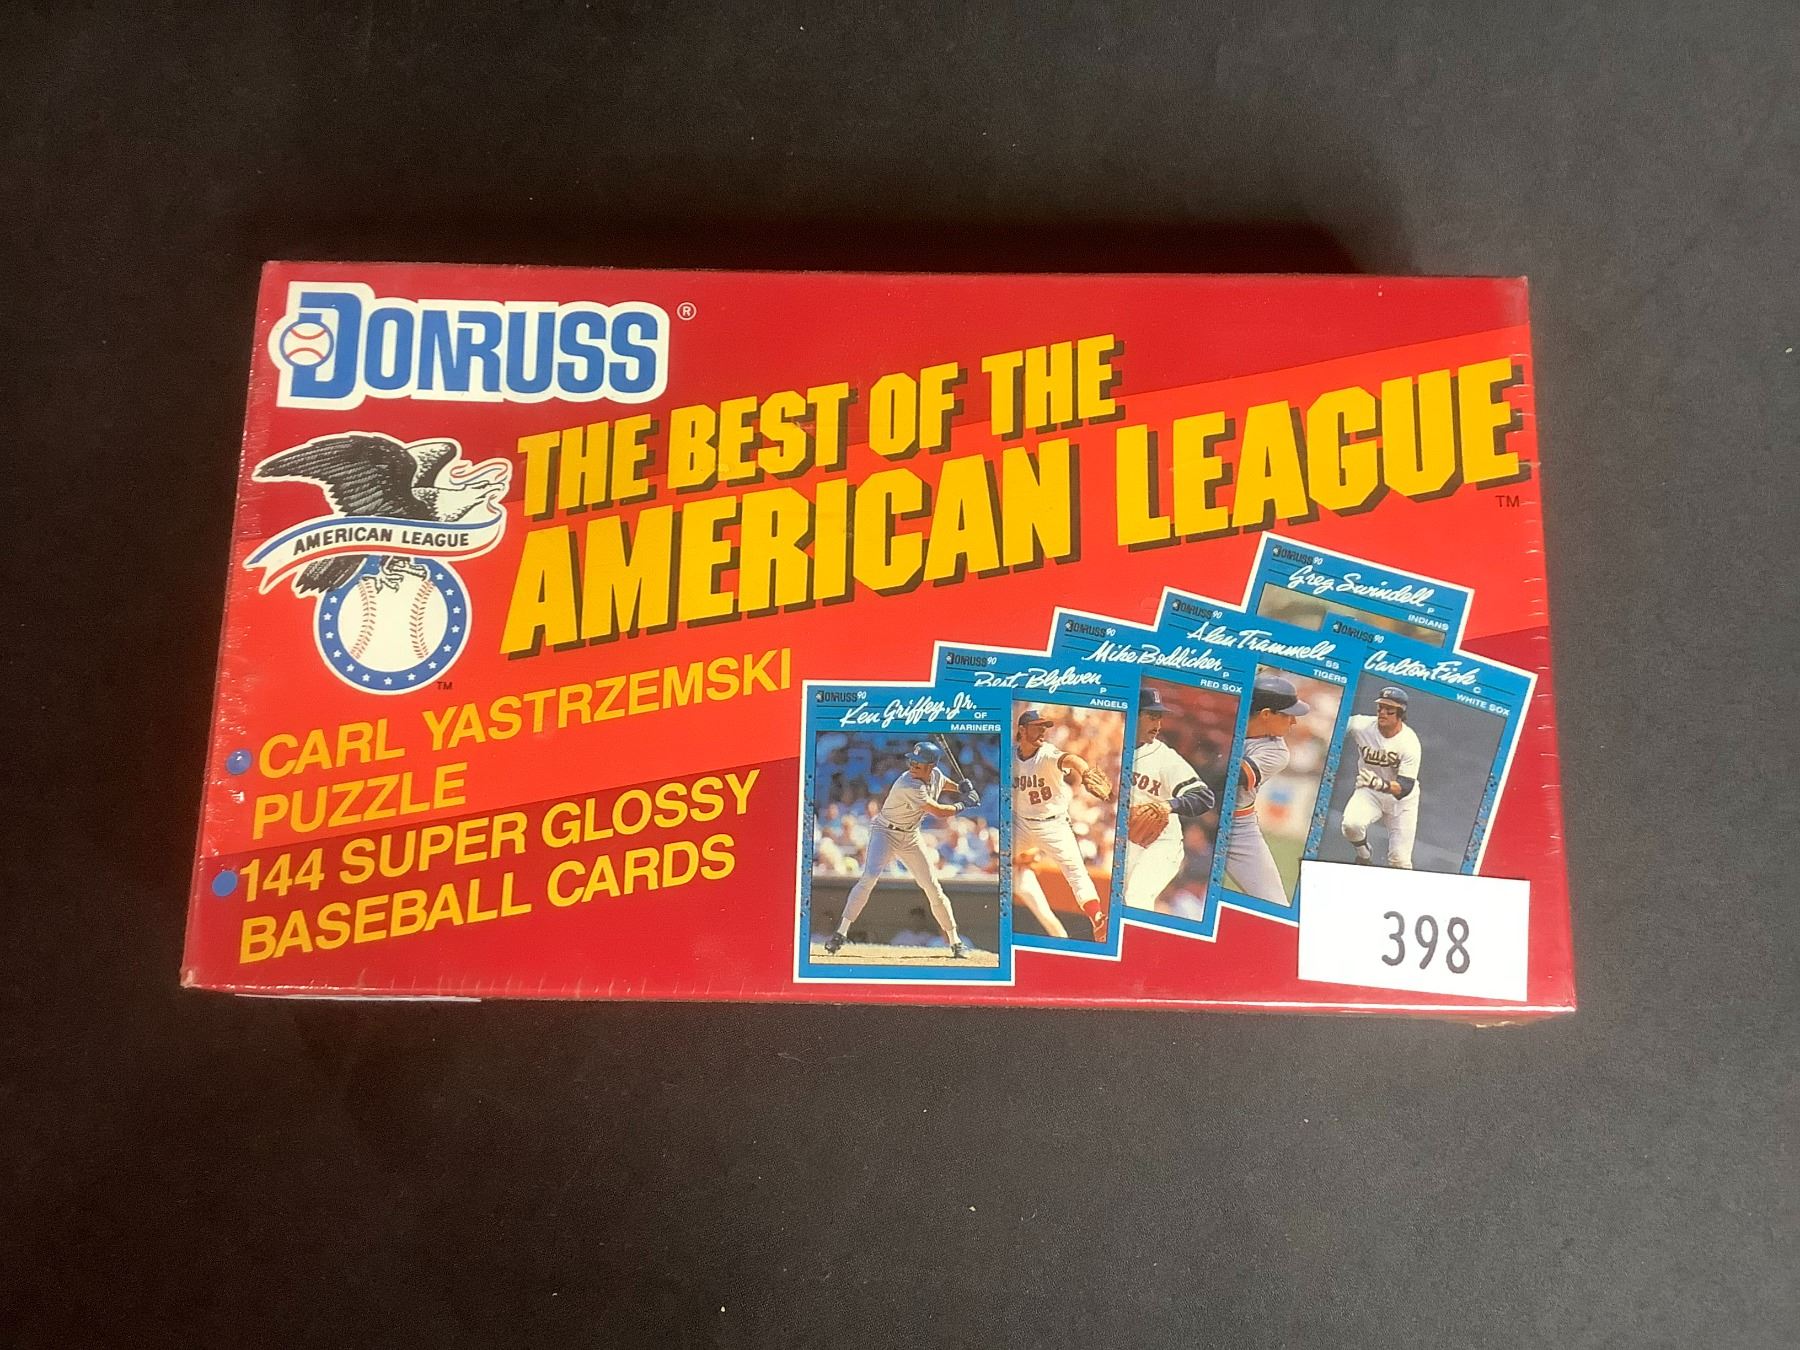 DONRUSS®
THE BEST OF THE
AMERICAN LEAGUE
TM
AMERICAN LEAGUE
TM
CARL YASTRZEMSKI
PUZZLE
144 SUPER GLOSSY
BASEBALL CARDS
DONRUSS 90
Greg Swindell
P
INDIANS
DONRUSS 90
Alan Trammell
SS
TIGERS
DONRUSS 90
Carlton Fisk
C
WHITE SOX
DONRUSS 90
Mike Boddicker
P
RED SOX
DONRUSS 90
Bert Blyleven
P
ANGELS
DONRUSS 90
Ken Griffey, Jr.
OF
MARINERS
28
SOX
398